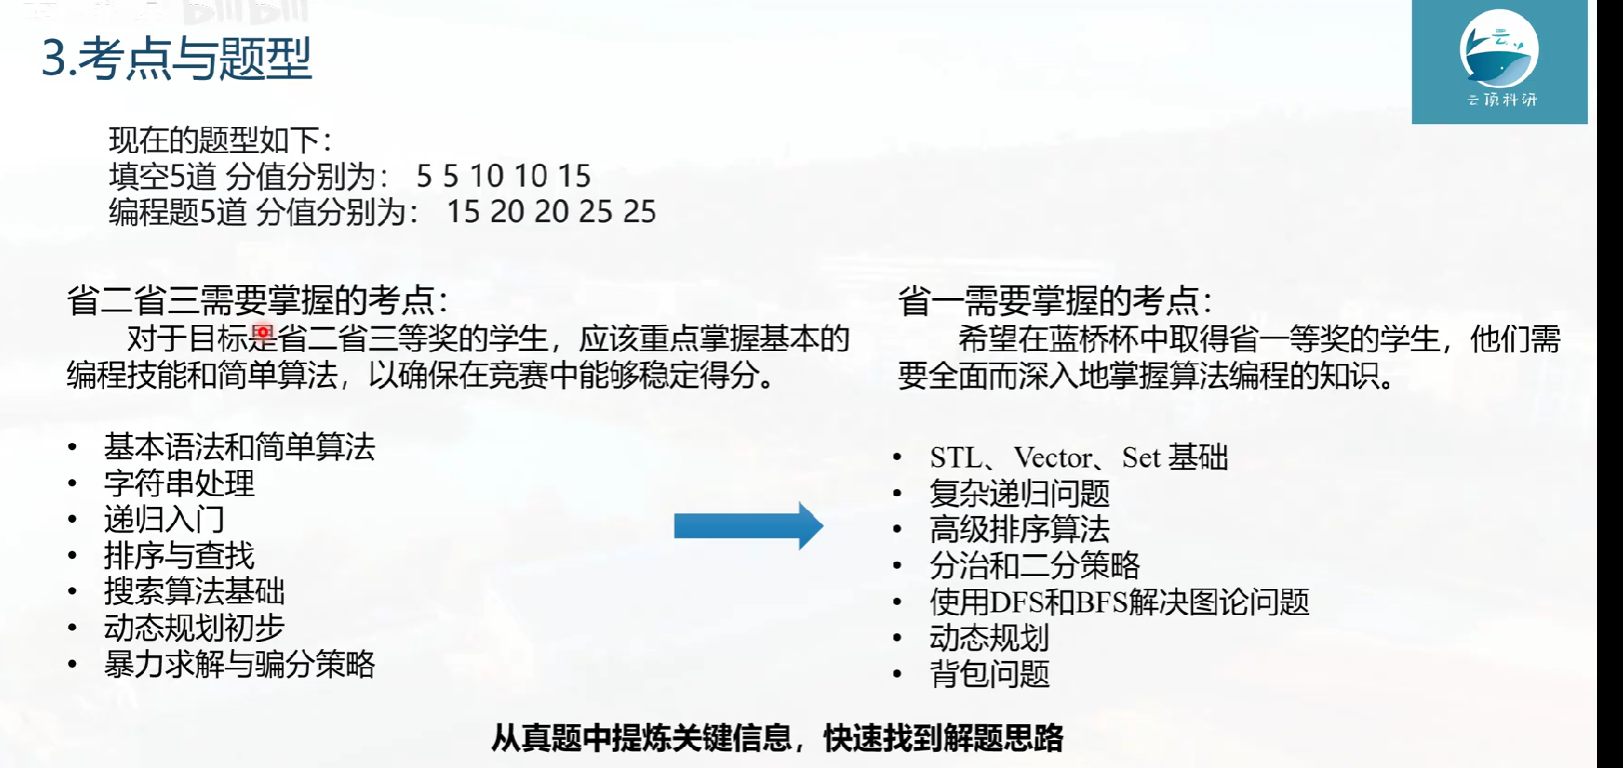 3.考点与题型
云顶科研
现在的题型如下：
填空5道 分值分别为： 5 5 10 10 15
编程题5道 分值分别为： 15 20 20 25 25
省二省三需要掌握的考点：
对于目标是省二省三等奖的学生，应该重点掌握基本的
编程技能和简单算法，以确保在竞赛中能够稳定得分。
• 基本语法和简单算法
• 字符串处理
• 递归入门
• 排序与查找
• 搜索算法基础
• 动态规划初步
• 暴力求解与骗分策略
省一需要掌握的考点：
希望在蓝桥杯中取得省一等奖的学生，他们需
要全面而深入地掌握算法编程的知识。
• STL、Vector、Set 基础
• 复杂递归问题
• 高级排序算法
• 分治和二分策略
• 使用DFS和BFS解决图论问题
• 动态规划
• 背包问题
从真题中提炼关键信息，快速找到解题思路